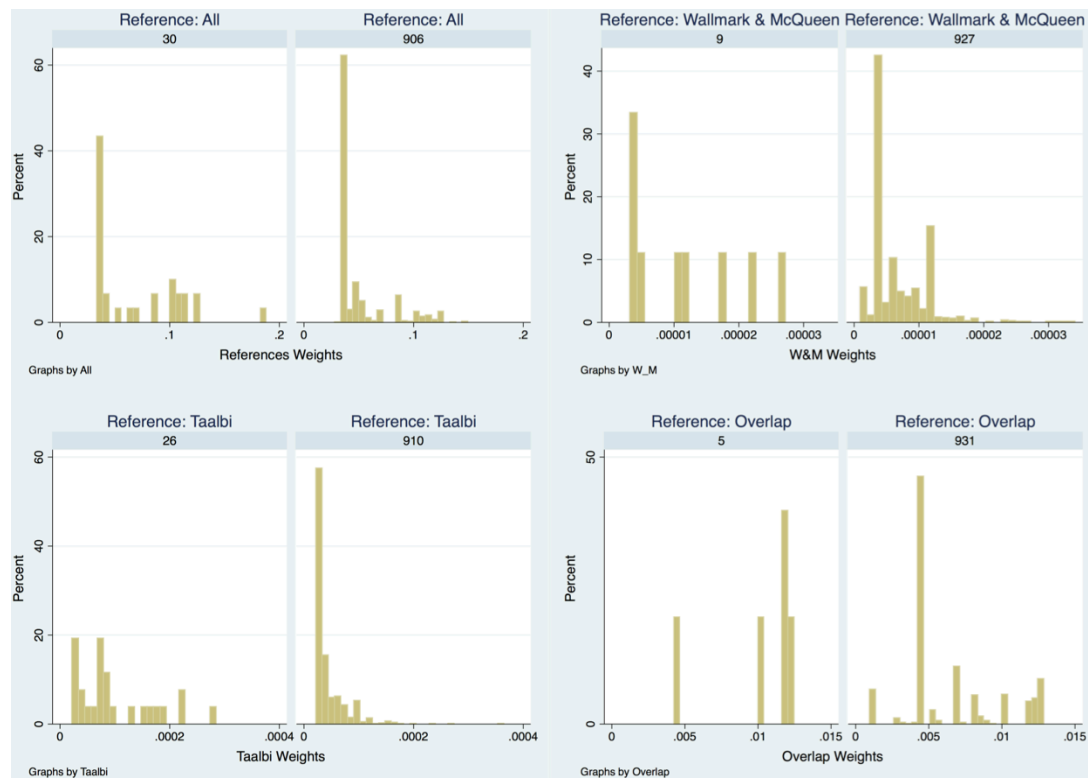 Reference: All
Reference: All
30
906
Percent
60
40
20
0
0
.1
.2
0
.1
.2
References Weights
Graphs by All
Reference: Wallmark & McQueen
Reference: Wallmark & McQueen
9
927
Percent
40
30
20
10
0
0
.00001
.00002
.00003
0
.00001
.00002
.00003
W&M Weights
Graphs by W_M
Reference: Taalbi
Reference: Taalbi
26
910
Percent
60
40
20
0
0
.0002
.0004
0
.0002
.0004
Taalbi Weights
Graphs by Taalbi
Reference: Overlap
Reference: Overlap
5
931
Percent
50
0
0
.005
.01
.015
0
.005
.01
.015
Overlap Weights
Graphs by Overlap